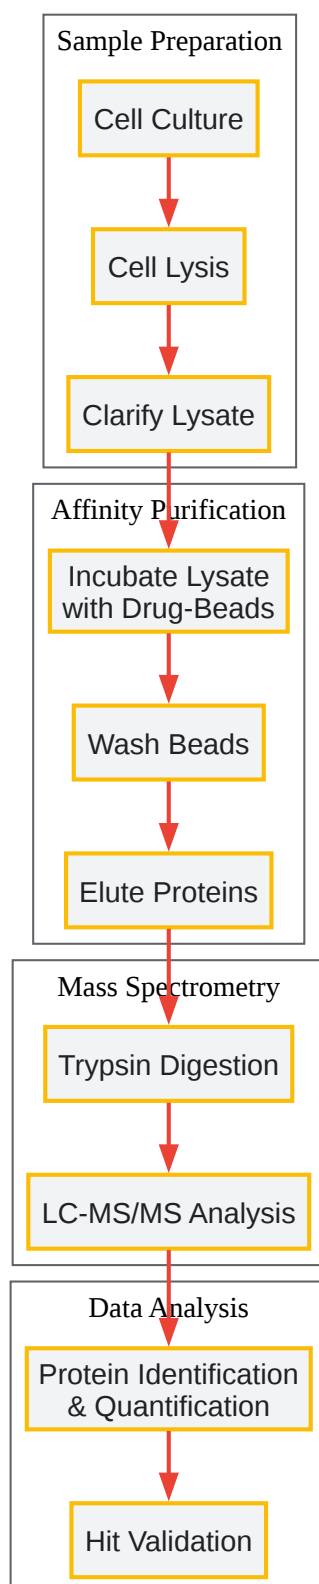 Sample Preparation
Cell Culture
Cell Lysis
Clarify Lysate
Affinity Purification
Incubate Lysate
with Drug-Beads
Wash Beads
Elute Proteins
Mass Spectrometry
Trypsin Digestion
LC-MS/MS Analysis
Data Analysis
Protein Identification
& Quantification
Hit Validation